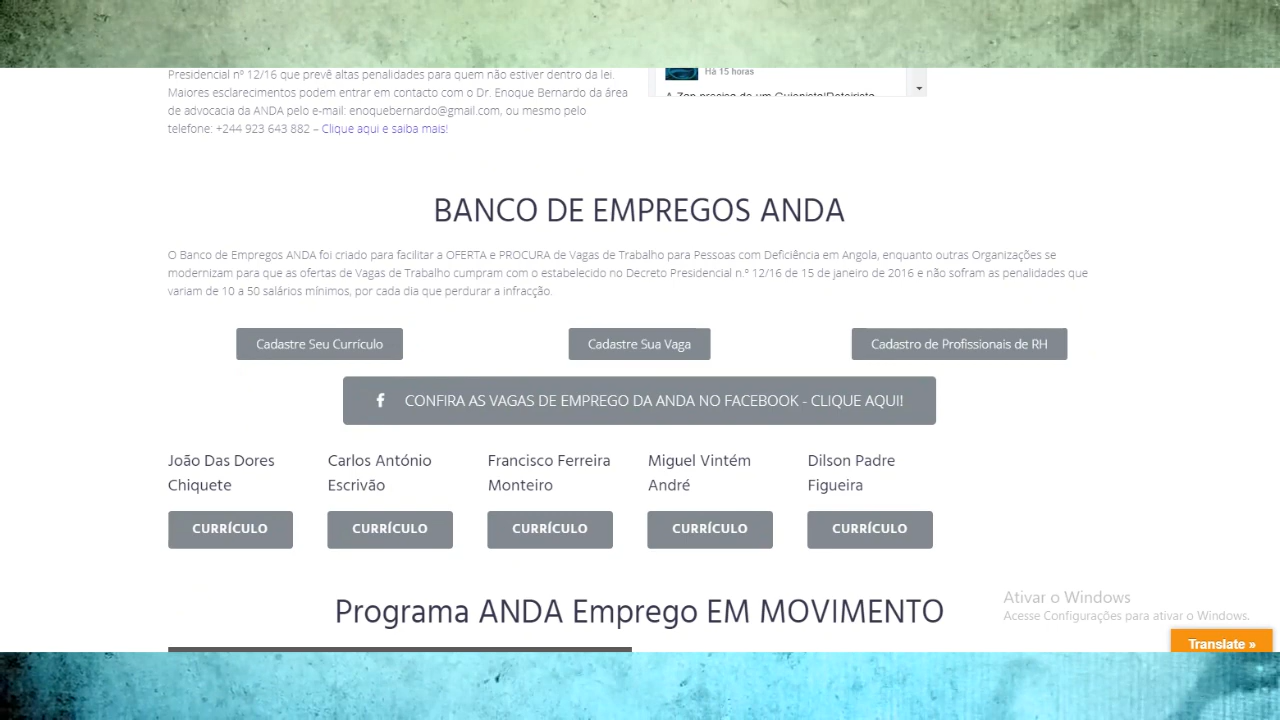 Presidencial nº 12/16 que prevê altas penalidades para quem não estiver dentro da lei.
Maiores esclarecimentos podem entrar em contacto com o Dr. Enoque Bernardo da área
de advocacia da ANDA pelo e-mail: enoquebernardo@gmail.com, ou mesmo pelo
telefone: +244 923 643 882 – Clique aqui e saiba mais!
Há 15 horas
A Zap precisa de um Guionista/Roteirista
BANCO DE EMPREGOS ANDA
O Banco de Empregos ANDA foi criado para facilitar a OFERTA e PROCURA de Vagas de Trabalho para Pessoas com Deficiência em Angola, enquanto outras Organizações se
modernizam para que as ofertas de Vagas de Trabalho cumpram com o estabelecido no Decreto Presidencial n.º 12/16 de 15 de janeiro de 2016 e não sofram as penalidades que
variam de 10 a 50 salários mínimos, por cada dia que perdurar a infracção.
Cadastre Seu Currículo
Cadastre Sua Vaga
Cadastro de Profissionais de RH
CONFIRA AS VAGAS DE EMPREGO DA ANDA NO FACEBOOK - CLIQUE AQUI!
João Das Dores
Chiquete
CURRÍCULO
Carlos António
Escrivão
CURRÍCULO
Francisco Ferreira
Monteiro
CURRÍCULO
Miguel Vintém
André
CURRÍCULO
Dilson Padre
Figueira
CURRÍCULO
Programa ANDA Emprego EM MOVIMENTO
Ativar o Windows
Acesse Configurações para ativar o Windows.
Translate »